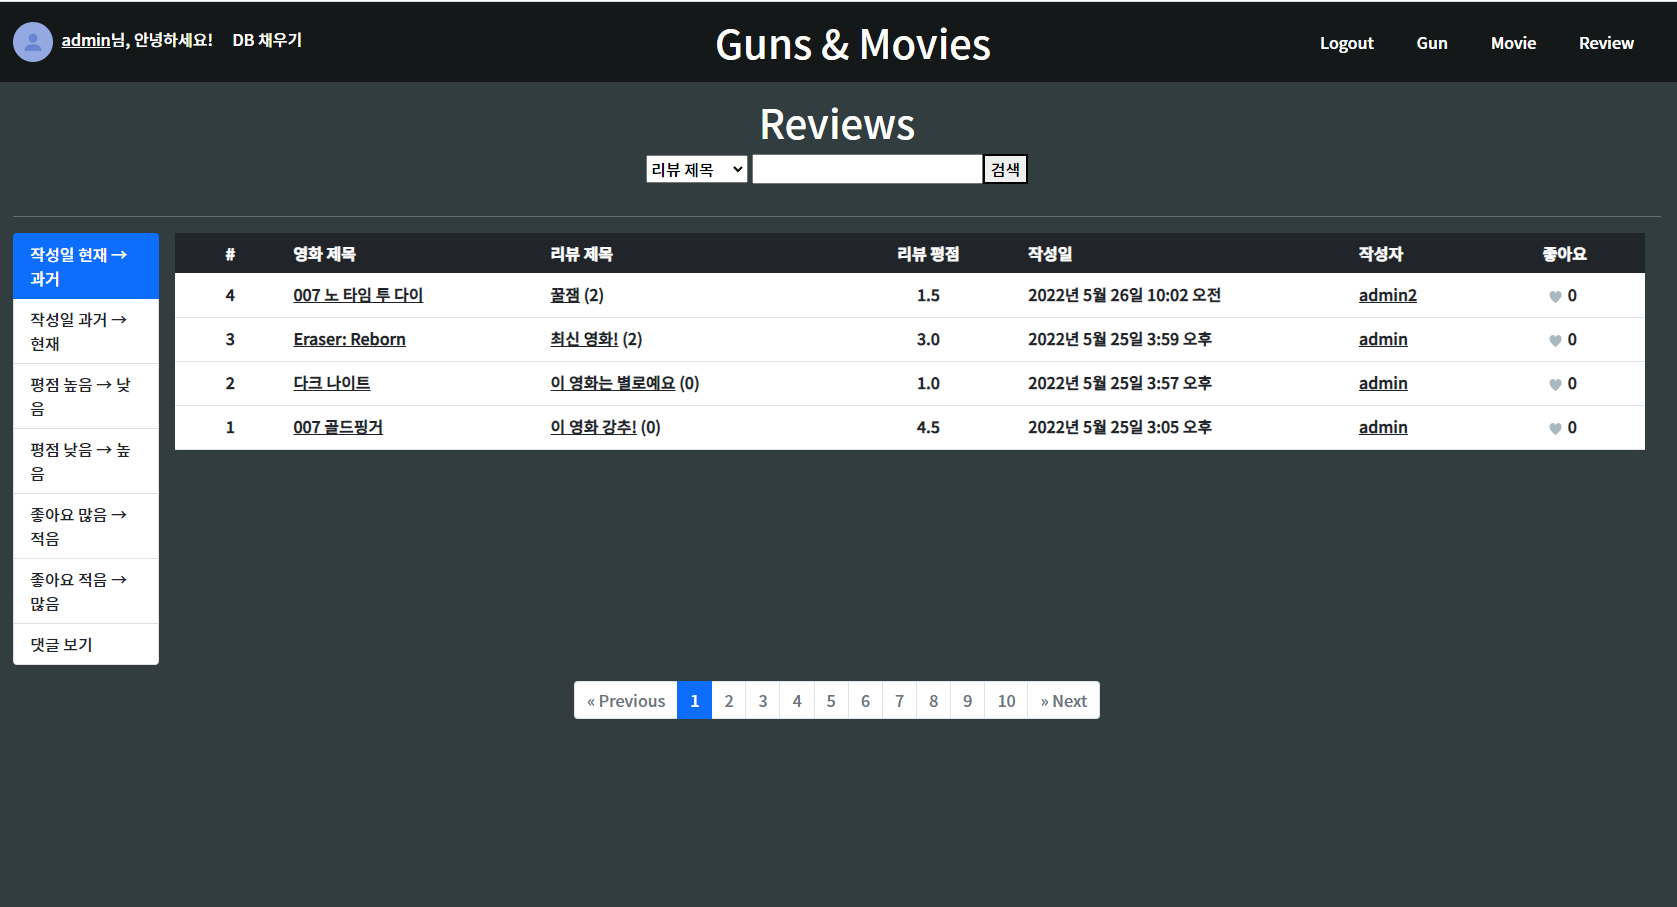 admin님, 안녕하세요! DB 채우기 Guns & Movies Logout Gun Movie Review
Reviews
리뷰 제목 검색
작성일 현재 →
과거
작성일 과거 →
현재
평점 높음 → 낮
음
평점 낮음 → 높
음
좋아요 많음 →
적음
좋아요 적음 →
많음
댓글 보기
# 영화 제목 리뷰 제목 리뷰 평점 작성일 작성자 좋아요
4 007 노 타임 투 다이 꿀잼 (2) 1.5 2022년 5월 26일 10:02 오전 admin2 0
3 Eraser: Reborn 최신 영화! (2) 3.0 2022년 5월 25일 3:59 오후 admin 0
2 다크 나이트 이 영화는 별로예요 (0) 1.0 2022년 5월 25일 3:57 오후 admin 0
1 007 골드핑거 이 영화 강추! (0) 4.5 2022년 5월 25일 3:05 오후 admin 0
« Previous 1 2 3 4 5 6 7 8 9 10 » Next